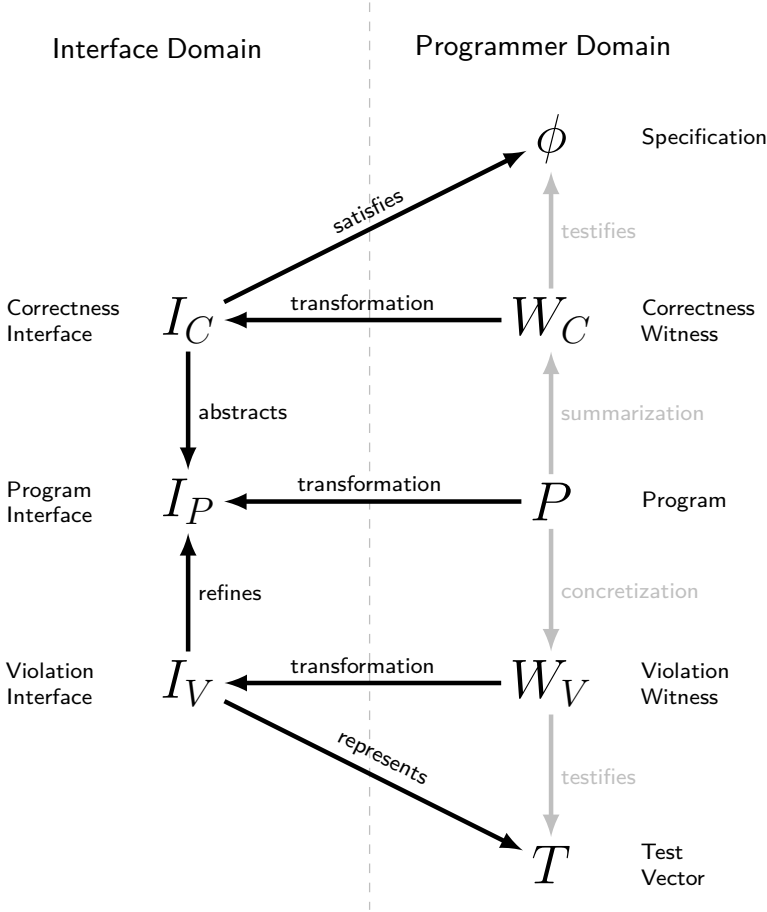 Interface Domain
Programmer Domain
ϕ
Specification
satisfies
testifies
Correctness
Interface
I_C
transformation
W_C
Correctness
Witness
abstracts
summarization
Program
Interface
I_P
transformation
P
Program
refines
concretization
Violation
Interface
I_V
transformation
W_V
Violation
Witness
represents
testifies
T
Test
Vector